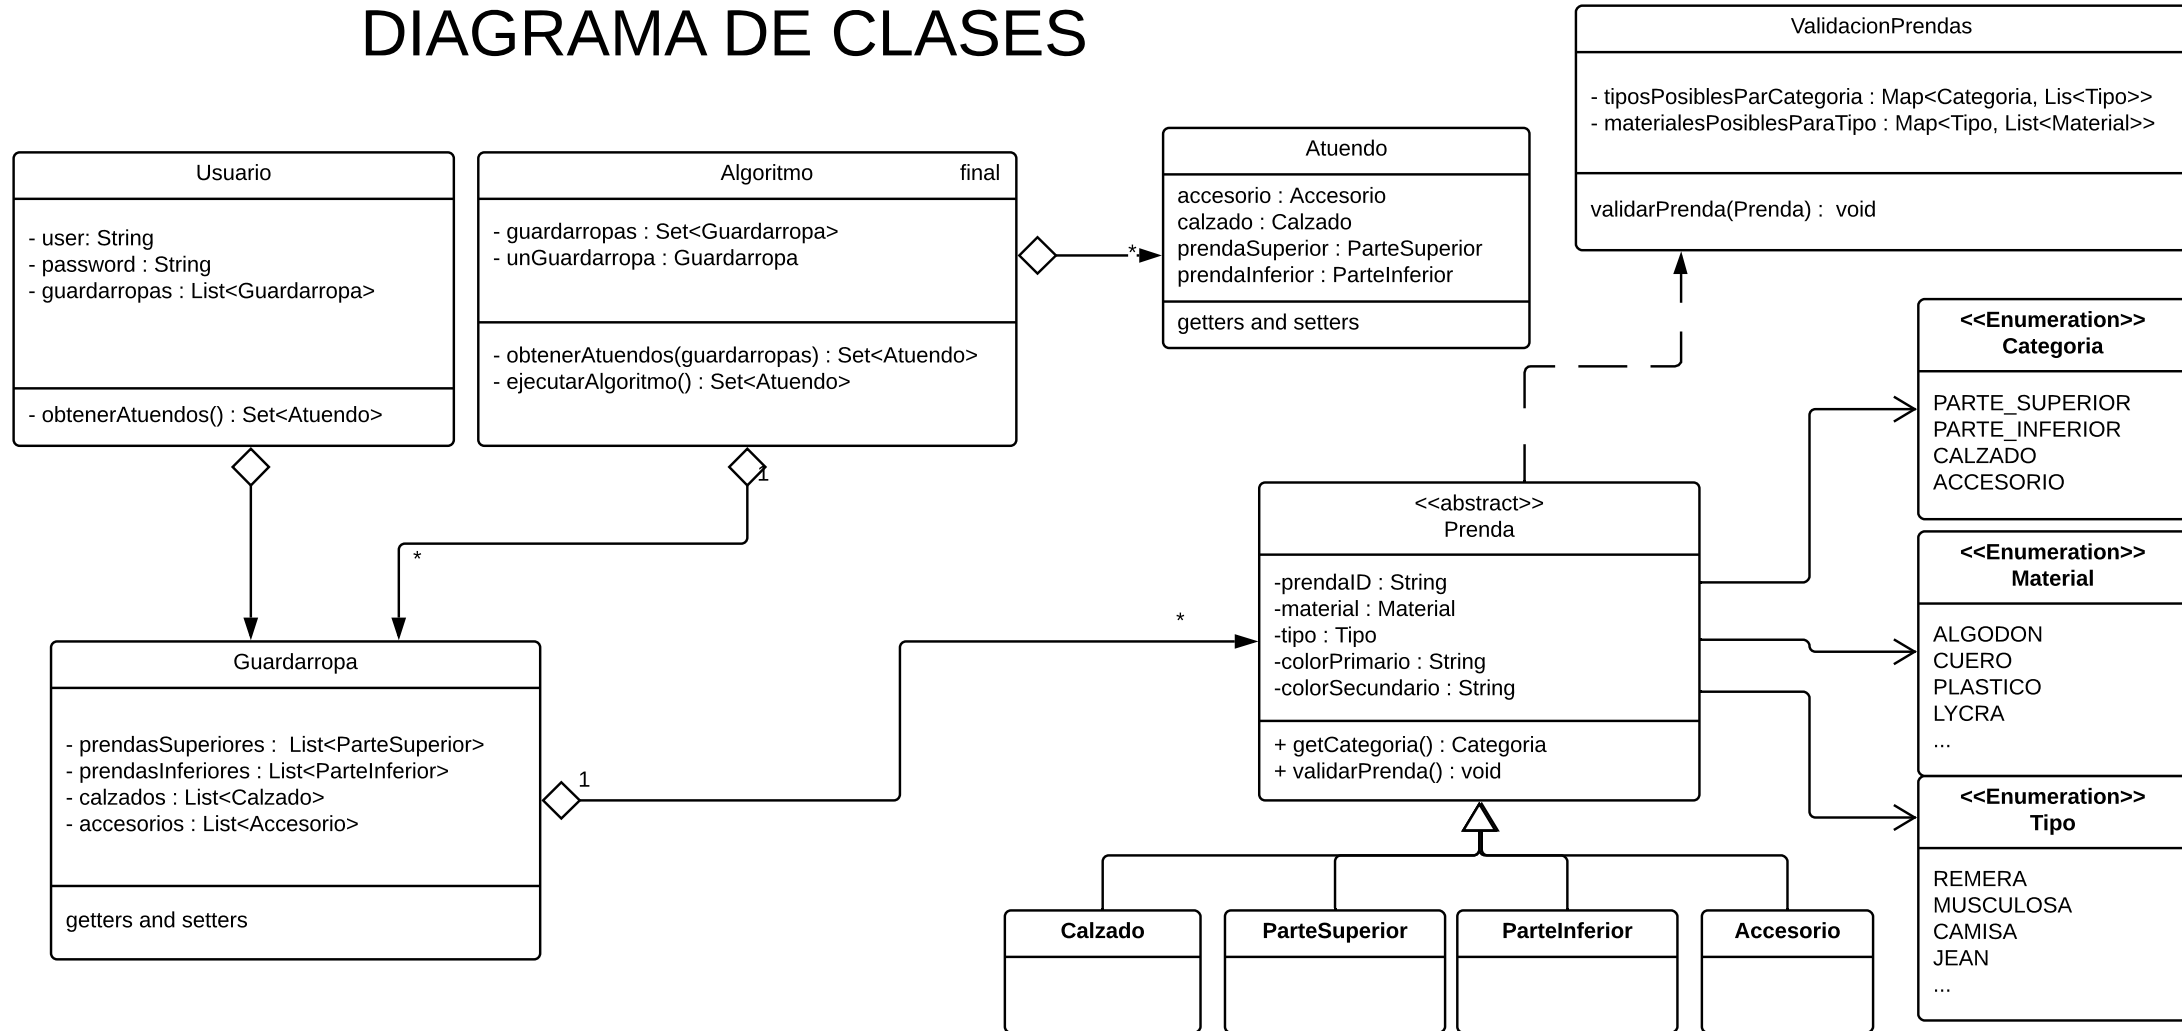 DIAGRAMA DE CLASES
ValidacionPrendas
- tiposPosiblesParCategoria : Map<Categoria, Lis<Tipo>>
- materialesPosiblesParaTipo : Map<Tipo, List<Material>>
validarPrenda(Prenda) :  void
Usuario
- user: String
- password : String
- guardarropas : List<Guardarropa>
- obtenerAtuendos() : Set<Atuendo>
Algoritmo final
- guardarropas : Set<Guardarropa>
- unGuardarropa : Guardarropa
- obtenerAtuendos(guardarropas) : Set<Atuendo>
- ejecutarAlgoritmo() : Set<Atuendo>
*
Atuendo
accesorio : Accesorio
calzado : Calzado
prendaSuperior : ParteSuperior
prendaInferior : ParteInferior
getters and setters
1
*
<<Enumeration>>
Categoria
PARTE_SUPERIOR
PARTE_INFERIOR
CALZADO
ACCESORIO
<<abstract>>
Prenda
-prendaID : String
-material : Material
-tipo : Tipo
-colorPrimario : String
-colorSecundario : String
+ getCategoria() : Categoria
+ validarPrenda() : void
<<Enumeration>>
Material
ALGODON
CUERO
PLASTICO
LYCRA
...
*
Guardarropa
- prendasSuperiores :  List<ParteSuperior>
- prendasInferiores : List<ParteInferior>
- calzados : List<Calzado>
- accesorios : List<Accesorio>
getters and setters
1
<<Enumeration>>
Tipo
REMERA
MUSCULOSA
CAMISA
JEAN
...
Calzado
ParteSuperior
ParteInferior
Accesorio